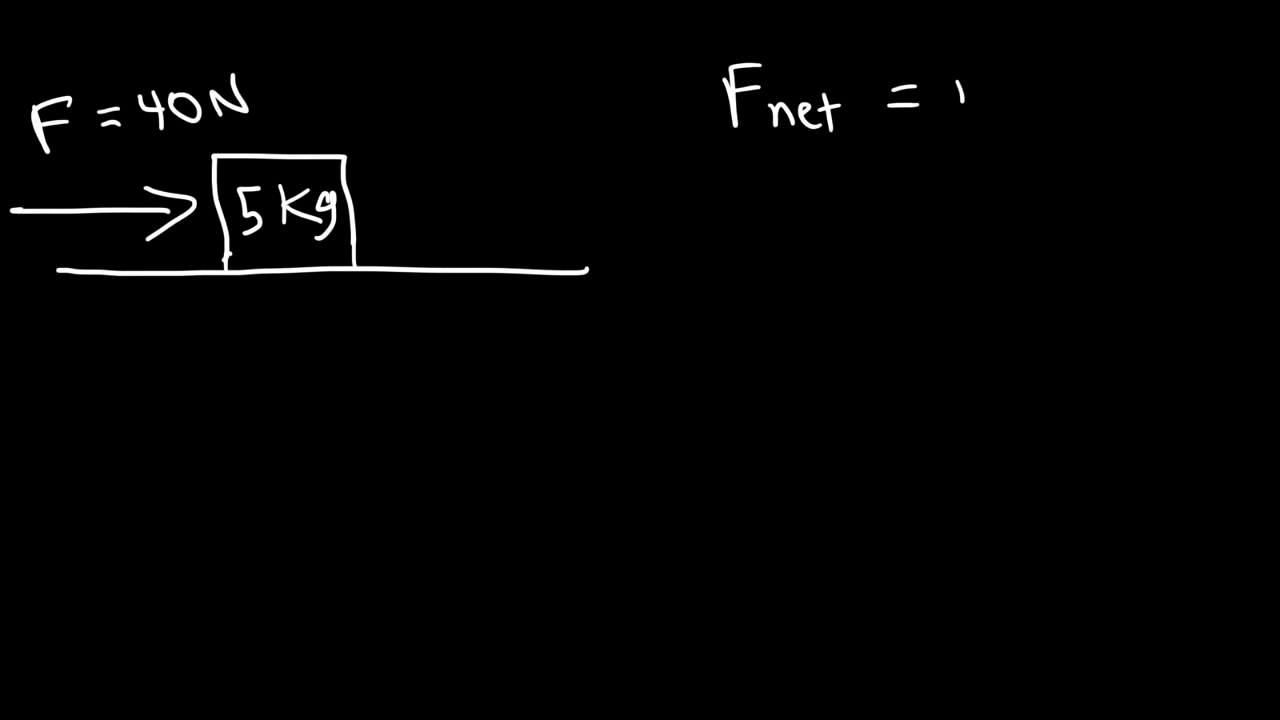 F = 40N
5 Kg
Fnet =